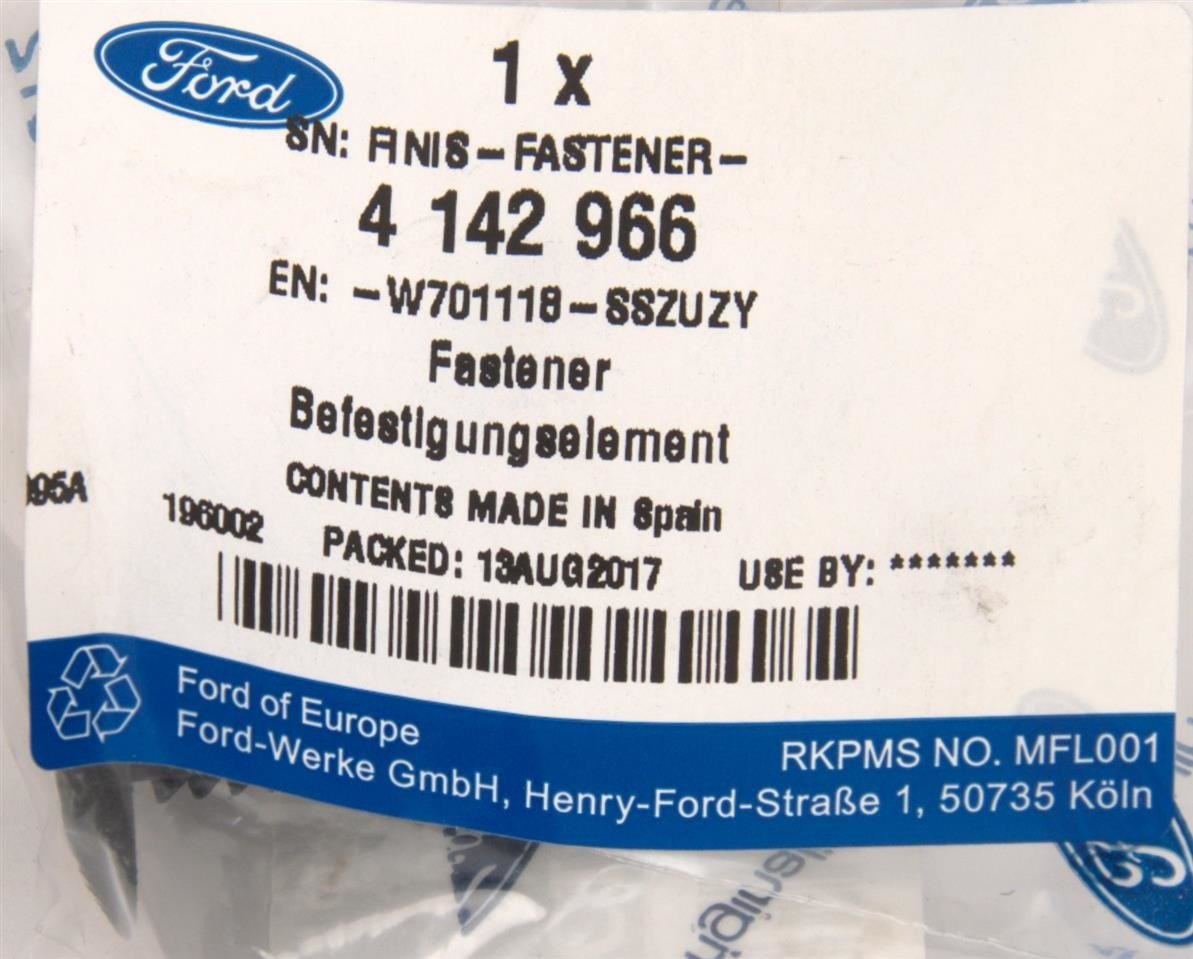 Ford
1 x
SN: FINIS-FASTENER-
4 142 966
EN: -W701118-SSZUZY
Fastener
Befestigungselement
CONTENTS MADE IN Spain
995A 196002 PACKED: 13AUG2017 USE BY: *******
Ford of Europe
Ford-Werke GmbH, Henry-Ford-Straße 1, 50735 Köln
RKPMS NO. MFL001